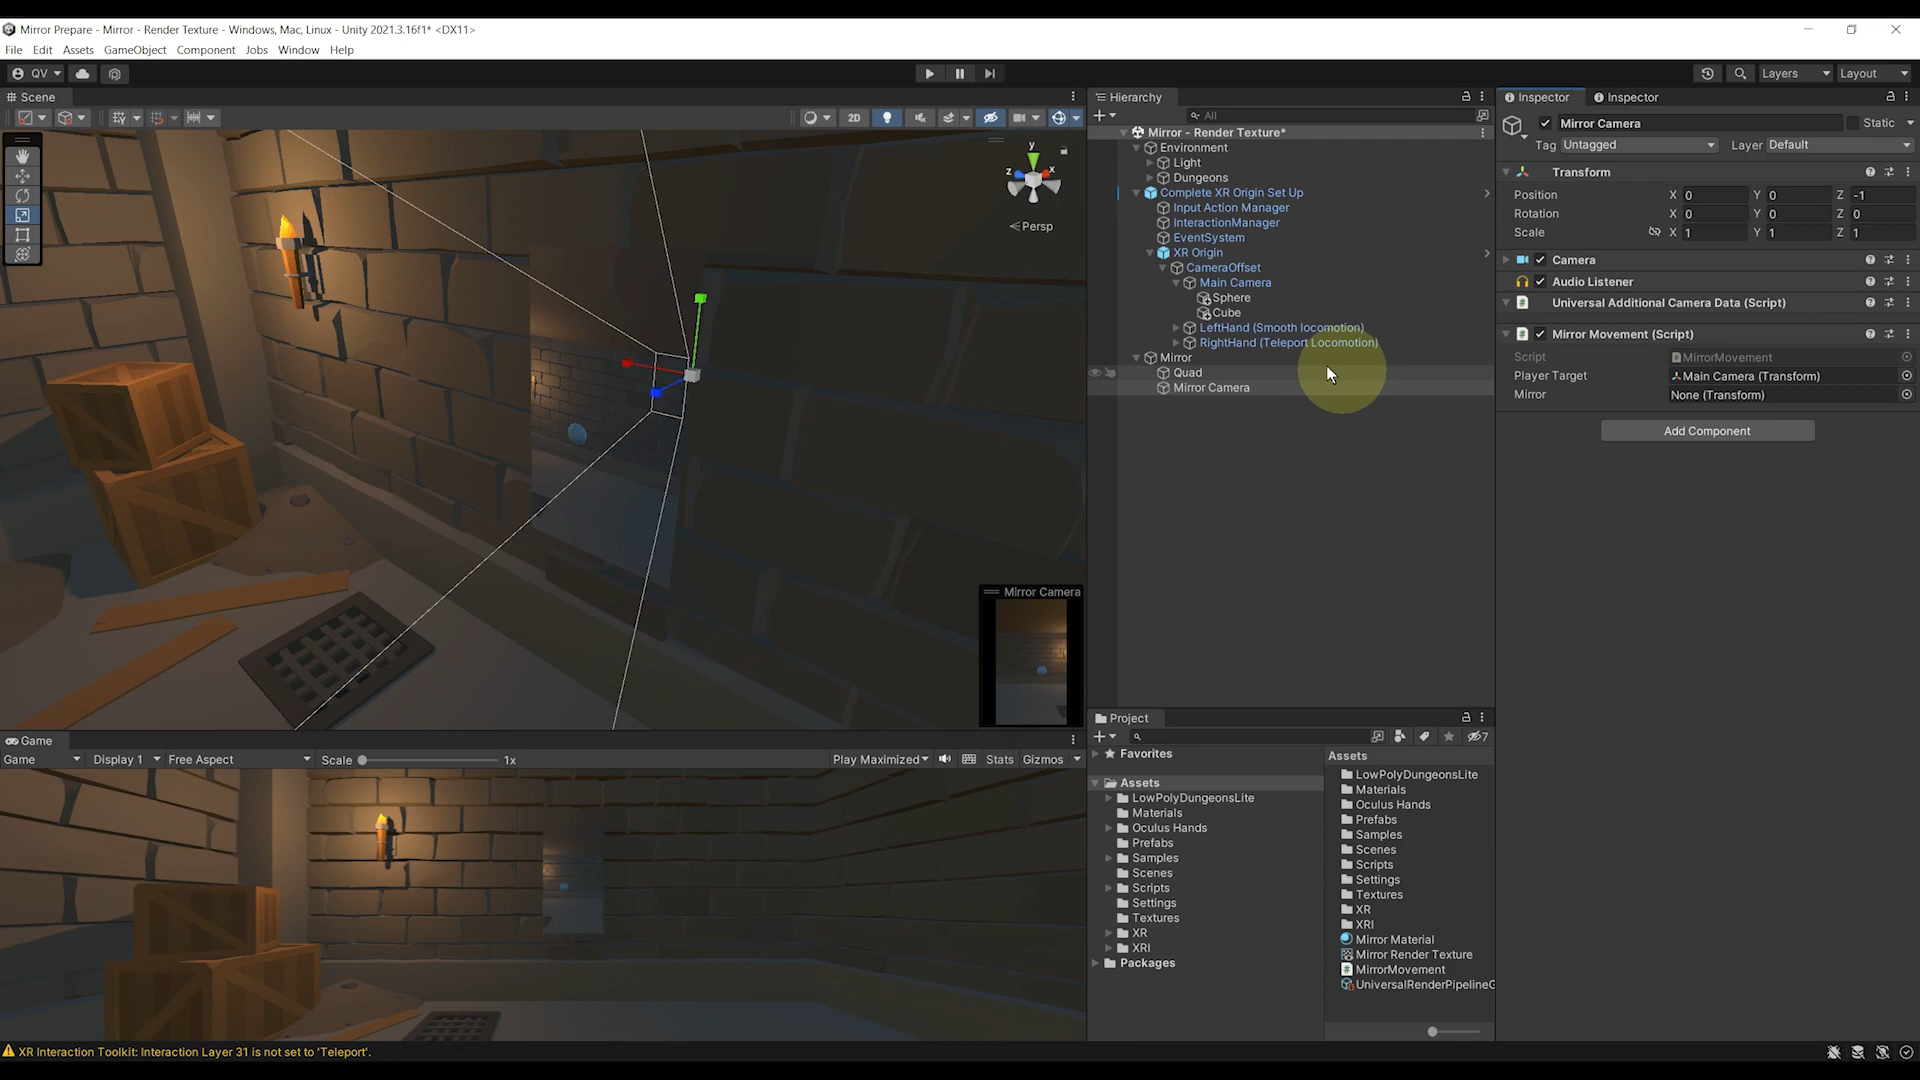 Mirror Prepare - Mirror - Render Texture - Windows, Mac, Linux - Unity 2021.3.16f1* <DX11>
File Edit Assets GameObject Component Jobs Window Help
QV
Layers Layout
Scene
2D
y
z x
Persp
Mirror Camera
Game
Game Display 1 Free Aspect Scale 1x Play Maximized Stats Gizmos
Hierarchy
All
Mirror - Render Texture*
Environment
Light
Dungeons
Complete XR Origin Set Up
Input Action Manager
InteractionManager
EventSystem
XR Origin
CameraOffset
Main Camera
Sphere
Cube
LeftHand (Smooth locomotion)
RightHand (Teleport Locomotion)
Mirror
Quad
Mirror Camera
Project
7
Favorites
Assets
LowPolyDungeonsLite
Materials
Oculus Hands
Prefabs
Samples
Scenes
Scripts
Settings
Textures
XR
XRI
Packages
Assets
LowPolyDungeonsLite
Materials
Oculus Hands
Prefabs
Samples
Scenes
Scripts
Settings
Textures
XR
XRI
Mirror Material
Mirror Render Texture
MirrorMovement
UniversalRenderPipelineG
Inspector Inspector
Mirror Camera Static
Tag Untagged Layer Default
Transform
Position X 0 Y 0 Z -1
Rotation X 0 Y 0 Z 0
Scale X 1 Y 1 Z 1
Camera
Audio Listener
Universal Additional Camera Data (Script)
Mirror Movement (Script)
Script MirrorMovement
Player Target Main Camera (Transform)
Mirror None (Transform)
Add Component
XR Interaction Toolkit: Interaction Layer 31 is not set to 'Teleport'.